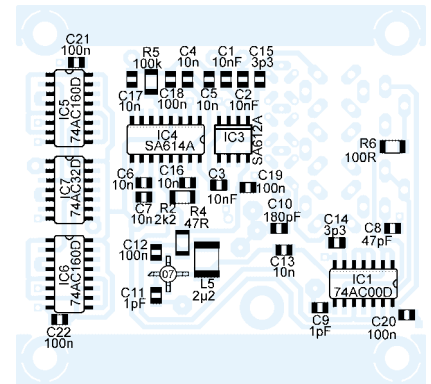 C21
100n
R5
100k
C4
10n
C1
10nF
C15
3p3
C17
10n
C18
100n
C5
10n
C2
10nF
IC5
74AC160D
IC4
SA614A
IC3
SA612A
R6
100R
IC7
74AC32D
C6
10n
C16
10n
C3
10nF
C19
100n
C7
10n
R2
2k2
R4
47R
C10
180pF
C14
3p3
C8
47pF
IC6
74AC160D
C12
100n
07
L5
2µ2
C13
10n
IC1
74AC00D
C11
1pF
C9
1pF
C20
100n
C22
100n